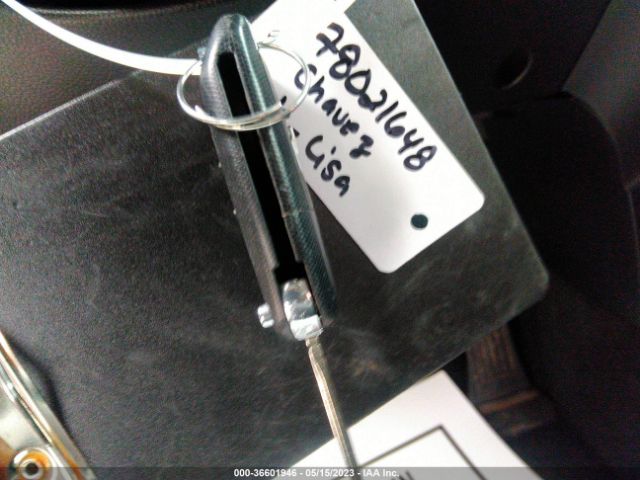 78021648
Chavez
- Lisa
000-36601946 - 05/15/2023 - IAA Inc.